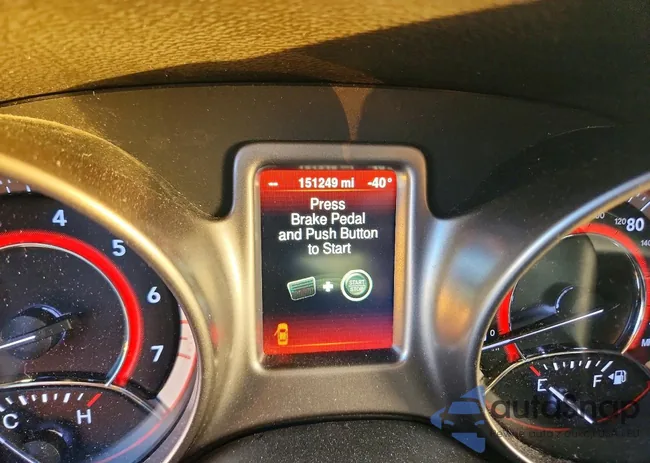 -- 151249 mi -40°
Press
Brake Pedal
and Push Button
to Start
+ START
STOP
4
5
6
7
C H
120
80
0
E F
autoSnap